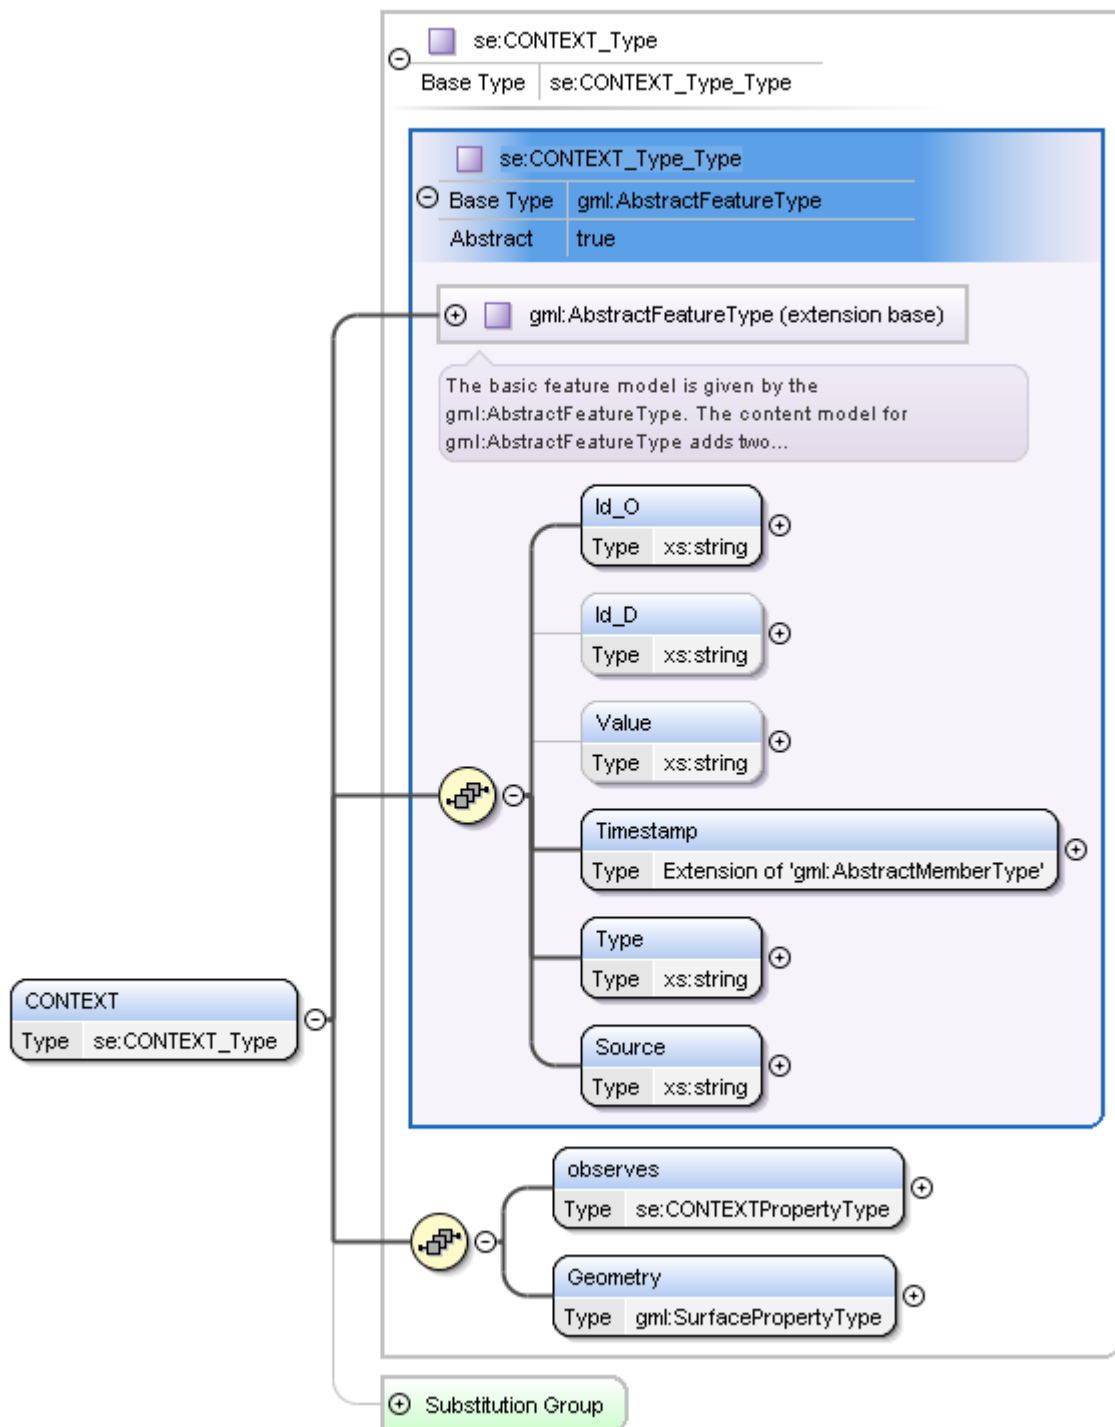 se:CONTEXT_Type
Base Type se:CONTEXT_Type_Type
se:CONTEXT_Type_Type
Base Type gml:AbstractFeatureType
Abstract true
gml:AbstractFeatureType (extension base)
The basic feature model is given by the
gml:AbstractFeatureType. The content model for
gml:AbstractFeatureType adds two...
Id_O
Type xs:string
Id_D
Type xs:string
Value
Type xs:string
Timestamp
Type Extension of 'gml:AbstractMemberType'
Type
Type xs:string
Source
Type xs:string
CONTEXT
Type se:CONTEXT_Type
observes
Type se:CONTEXTPropertyType
Geometry
Type gml:SurfacePropertyType
Substitution Group